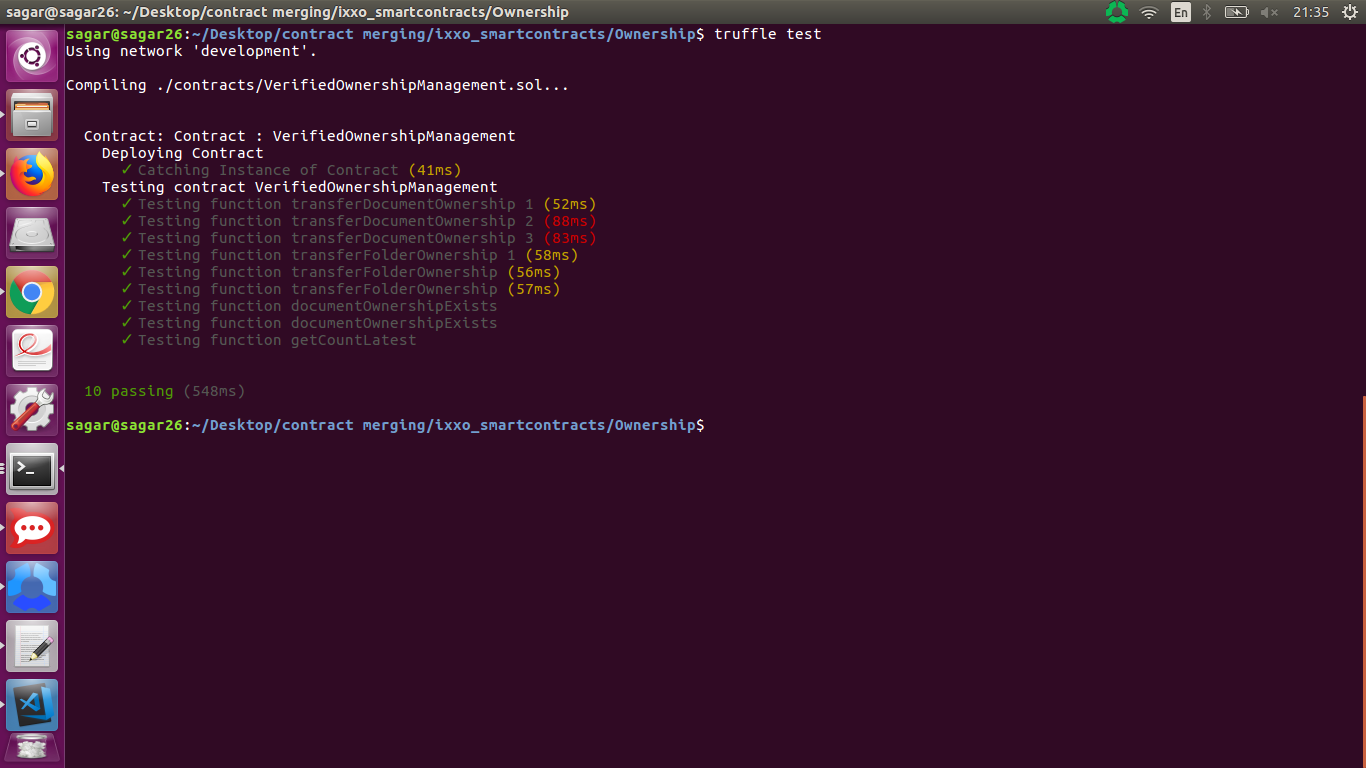 sagar@sagar26: ~/Desktop/contract merging/ixxo_smartcontracts/Ownership
En
21:35
sagar@sagar26:~/Desktop/contract merging/ixxo_smartcontracts/Ownership$ truffle test
Using network 'development'.
Compiling ./contracts/VerifiedOwnershipManagement.sol...
Contract: Contract : VerifiedOwnershipManagement
Deploying Contract
✓ Catching Instance of Contract (41ms)
Testing contract VerifiedOwnershipManagement
✓ Testing function transferDocumentOwnership 1 (52ms)
✓ Testing function transferDocumentOwnership 2 (88ms)
✓ Testing function transferDocumentOwnership 3 (83ms)
✓ Testing function transferFolderOwnership 1 (58ms)
✓ Testing function transferFolderOwnership (56ms)
✓ Testing function transferFolderOwnership (57ms)
✓ Testing function documentOwnershipExists
✓ Testing function documentOwnershipExists
✓ Testing function getCountLatest
10 passing (548ms)
sagar@sagar26:~/Desktop/contract merging/ixxo_smartcontracts/Ownership$